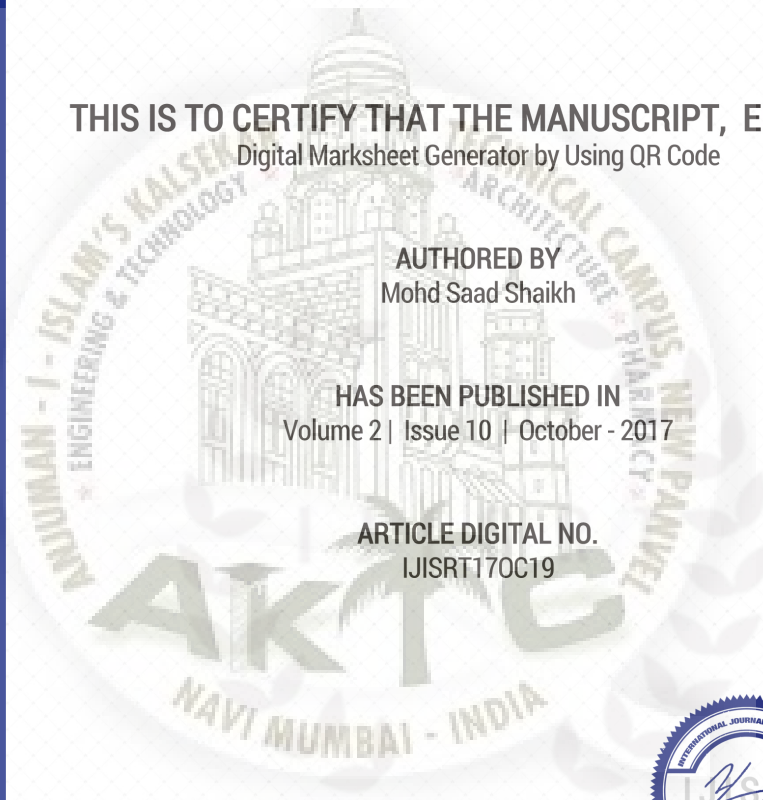 THIS IS TO CERTIFY THAT THE MANUSCRIPT, E
Digital Marksheet Generator by Using QR Code
AUTHORED BY
Mohd Saad Shaikh
HAS BEEN PUBLISHED IN
Volume 2 | Issue 10 | October - 2017
ARTICLE DIGITAL NO.
IJISRT17OC19
ANJUMAN - I - ISLAM'S KALSEKAR TECHNICAL CAMPUS, NEW PANVEL
ENGINEERING & TECHNOLOGY
ARCHITECTURE
PHARMACY
AKTC
NAVI MUMBAI - INDIA
INTERNATIONAL JOURNA